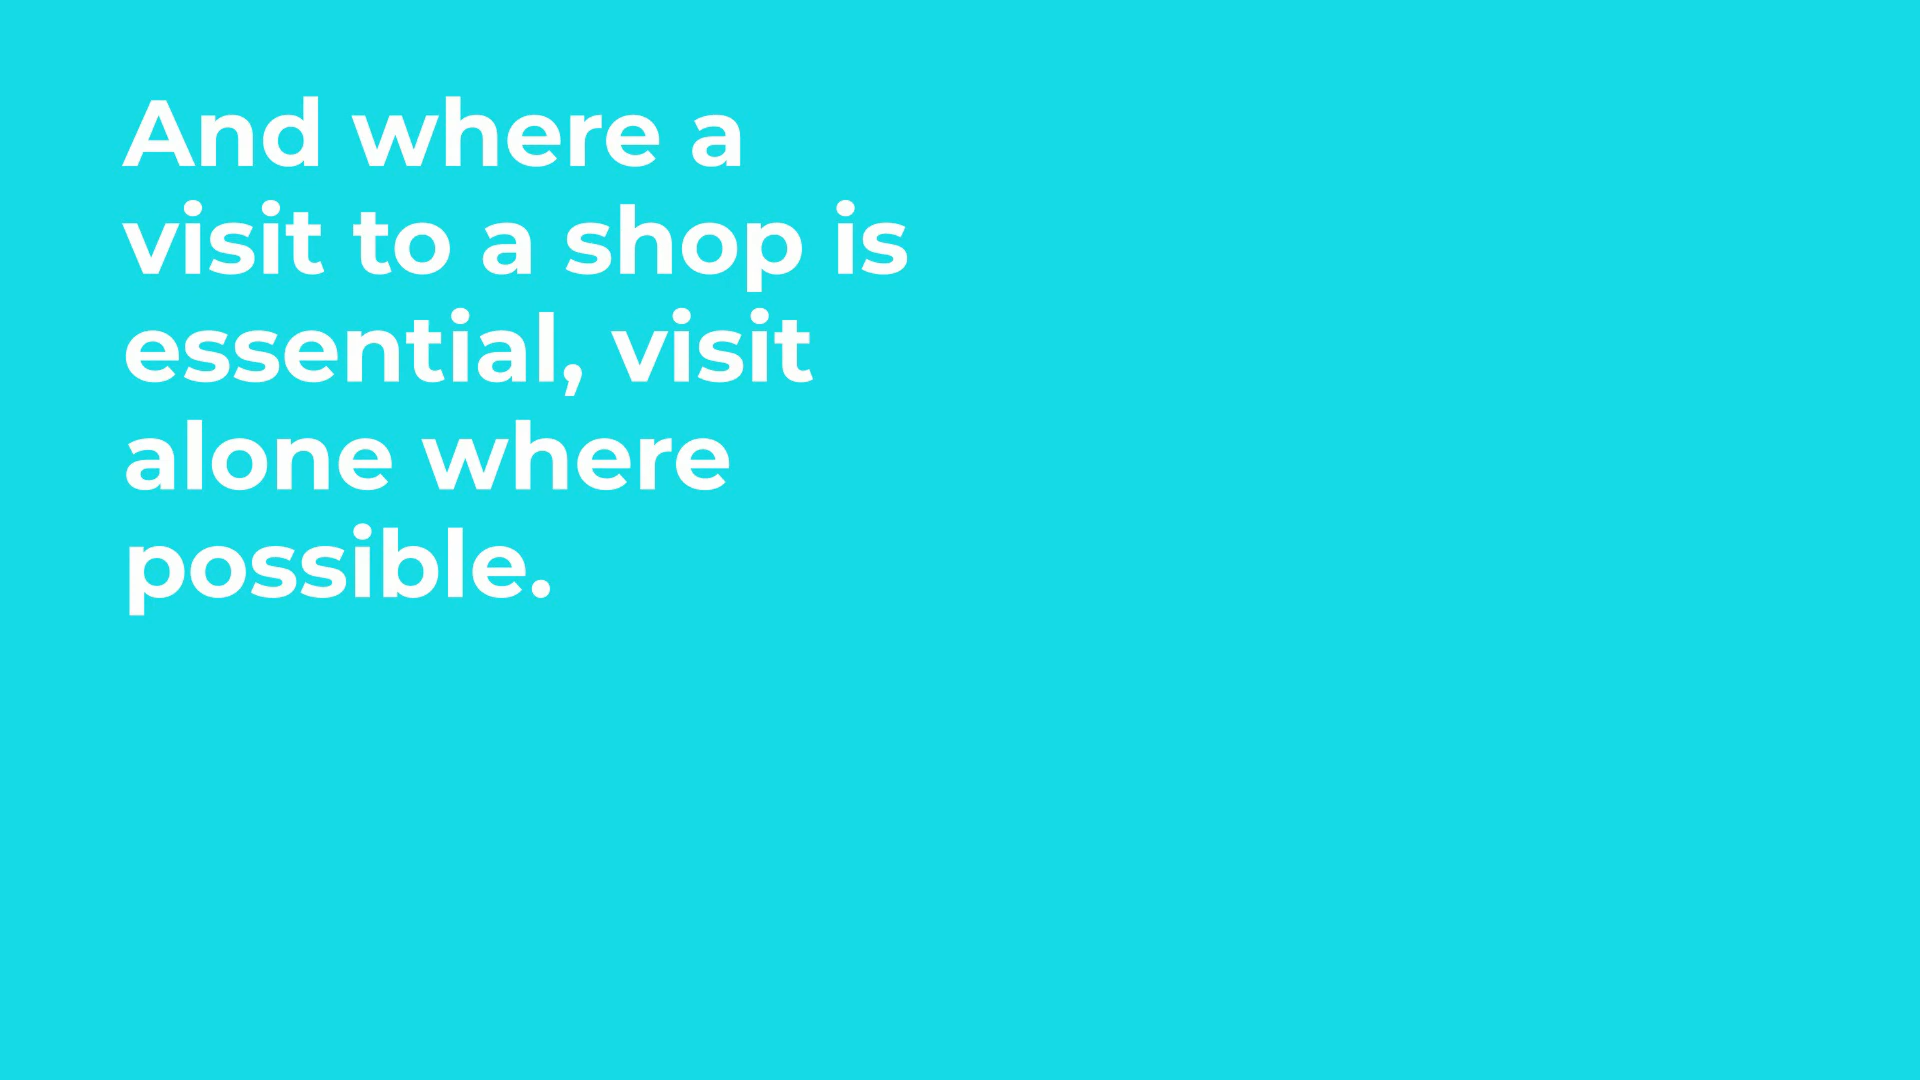 And where a
visit to a shop is
essential, visit
alone where
possible.